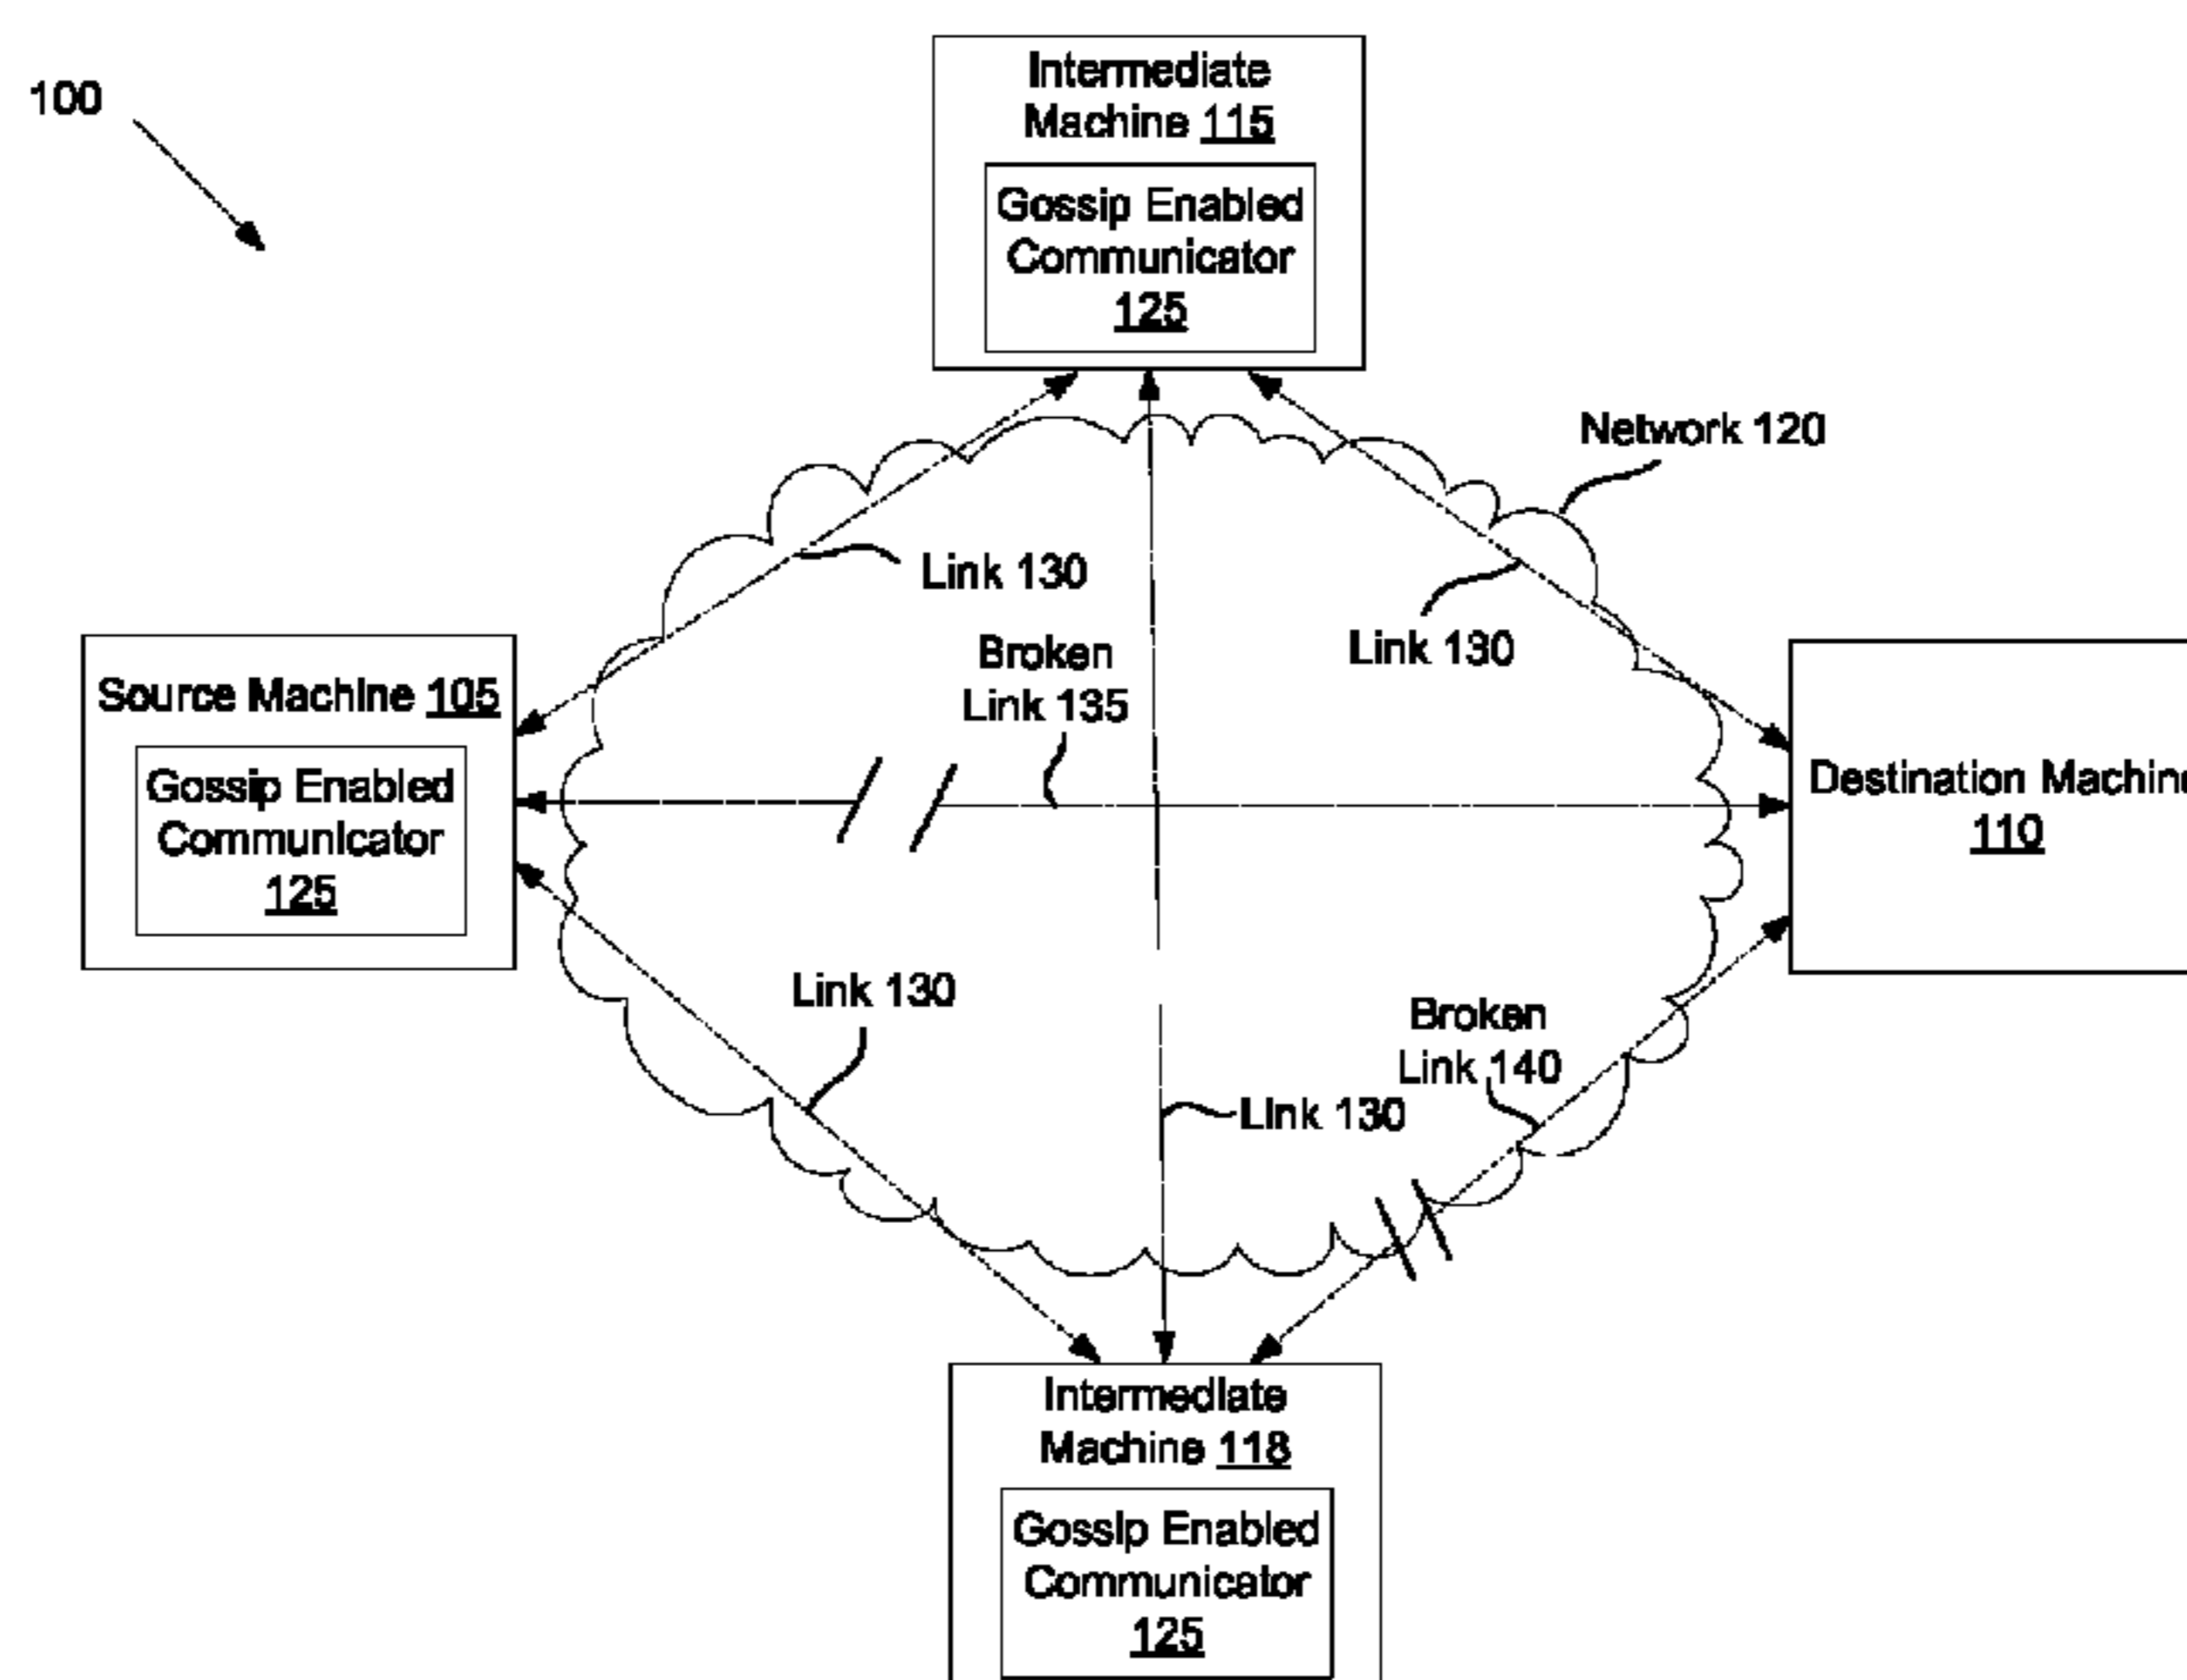 100
Intermediate
Machine 115
Gossip Enabled
Communicator
125
Network 120
Link 130
Link 130
Broken
Link 135
Source Machine 105
Gossip Enabled
Communicator
125
Destination Machine
110
Link 130
Broken
Link 140
Link 130
Intermediate
Machine 118
Gossip Enabled
Communicator
125